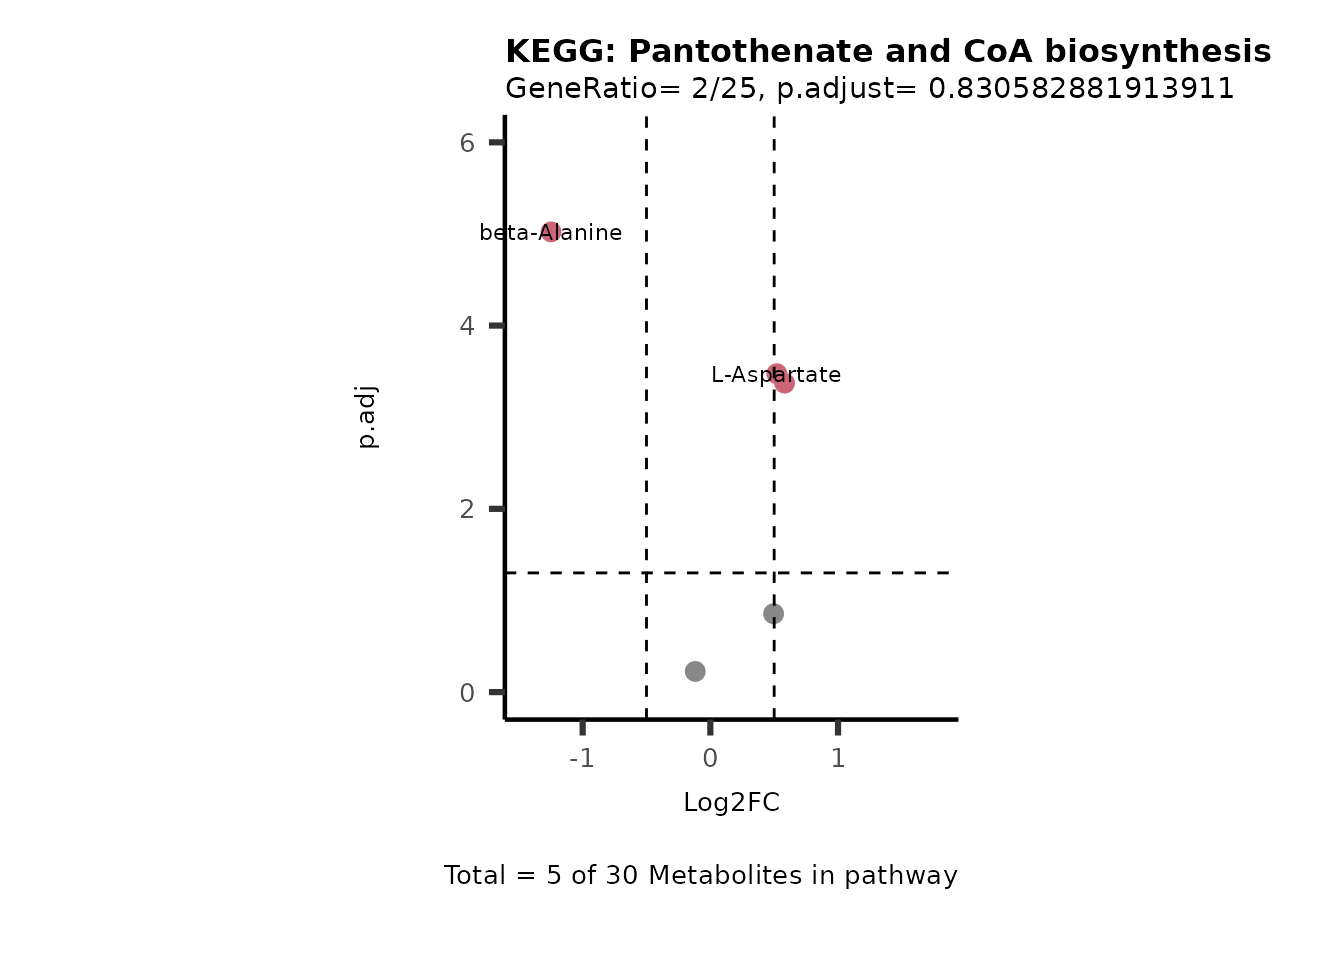 KEGG: Pantothenate and CoA biosynthesis
GeneRatio= 2/25, p.adjust= 0.830582881913911
6
beta-Alanine
4
L-Aspartate
p.adj
2
0
-1 0 1
Log2FC
Total = 5 of 30 Metabolites in pathway